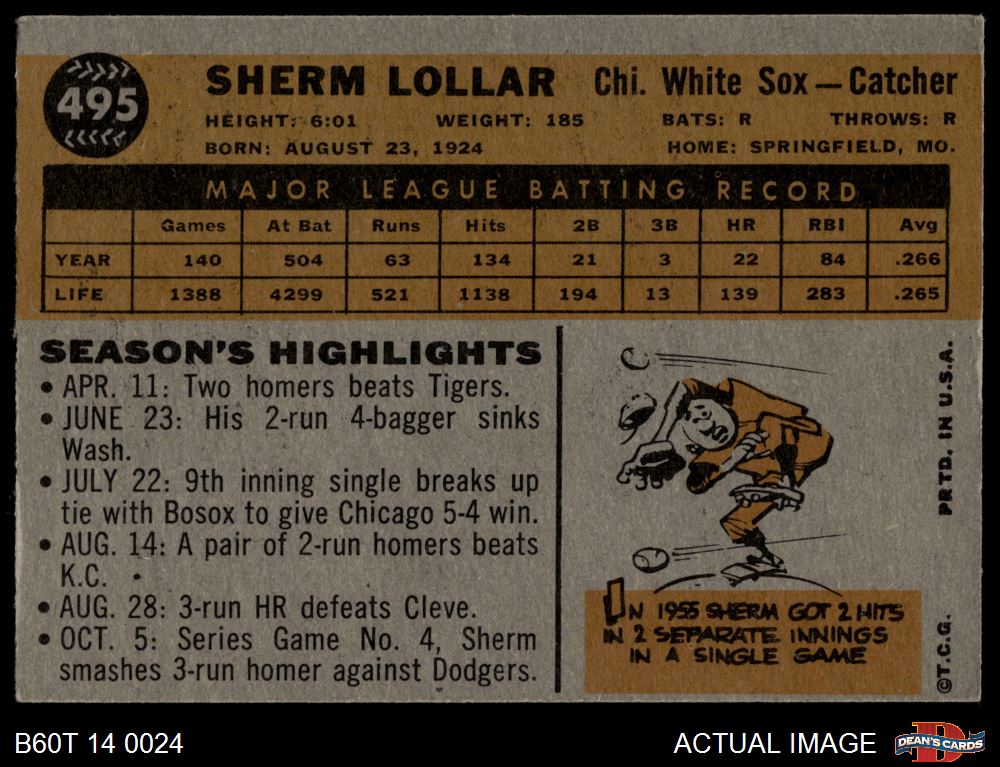 495
SHERM LOLLAR Chi. White Sox — Catcher
HEIGHT: 6:01 WEIGHT: 185 BATS: R THROWS: R
BORN: AUGUST 23, 1924 HOME: SPRINGFIELD, MO.
MAJOR LEAGUE BATTING RECORD
Games At Bat Runs Hits 2B 3B HR RBI Avg
YEAR 140 504 63 134 21 3 22 84 .266
LIFE 1388 4299 521 1138 194 13 139 283 .265
SEASON'S HIGHLIGHTS
• APR. 11: Two homers beats Tigers.
• JUNE 23: His 2-run 4-bagger sinks
Wash.
• JULY 22: 9th inning single breaks up
tie with Bosox to give Chicago 5-4 win.
• AUG. 14: A pair of 2-run homers beats
K.C.
• AUG. 28: 3-run HR defeats Cleve.
• OCT. 5: Series Game No. 4, Sherm
smashes 3-run homer against Dodgers.
IN 1955 SHERM GOT 2 HITS
IN 2 SEPARATE INNINGS
IN A SINGLE GAME
©T.C.G. PRTD. IN U.S.A.
B60T 14 0024
ACTUAL IMAGE
D
DEAN'S CARDS